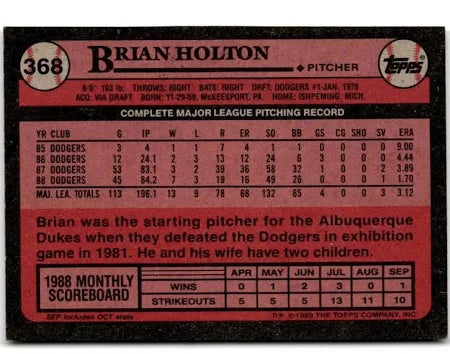 368
BRIAN HOLTON
PITCHER
TOPPS
6'0" 193 lb. THROWS: RIGHT BATS: RIGHT DRFT: DODGERS #1-JAN. 1978
ACQ: VIA DRAFT BORN: 11-29-59, McKEESPORT, PA. HOME: ISHPEMING, MICH.
COMPLETE MAJOR LEAGUE PITCHING RECORD
YR CLUB G IP W L R ER SO BB GS CG SHO SV ERA
85 DODGERS 3 4 1 1 7 4 1 1 0 0 0 0 9.00
86 DODGERS 12 24.1 2 3 13 12 24 6 3 0 0 0 4.44
87 DODGERS 53 83.1 3 2 39 36 58 32 1 0 0 2 3.89
88 DODGERS 45 84.2 7 3 19 16 49 26 0 0 0 1 1.70
MAJ. LEA. TOTALS 113 196.1 13 9 78 68 132 65 4 0 0 3 3.12
Brian was the starting pitcher for the Albuquerque
Dukes when they defeated the Dodgers in exhibition
game in 1981. He and his wife have two children.
1988 MONTHLY
SCOREBOARD
APR MAY JUN JUL AUG SEP
WINS 0 1 2 3 0 1
STRIKEOUTS 5 5 5 13 11 10
SEP Includes OCT stats
© 1989 THE TOPPS COMPANY, INC.